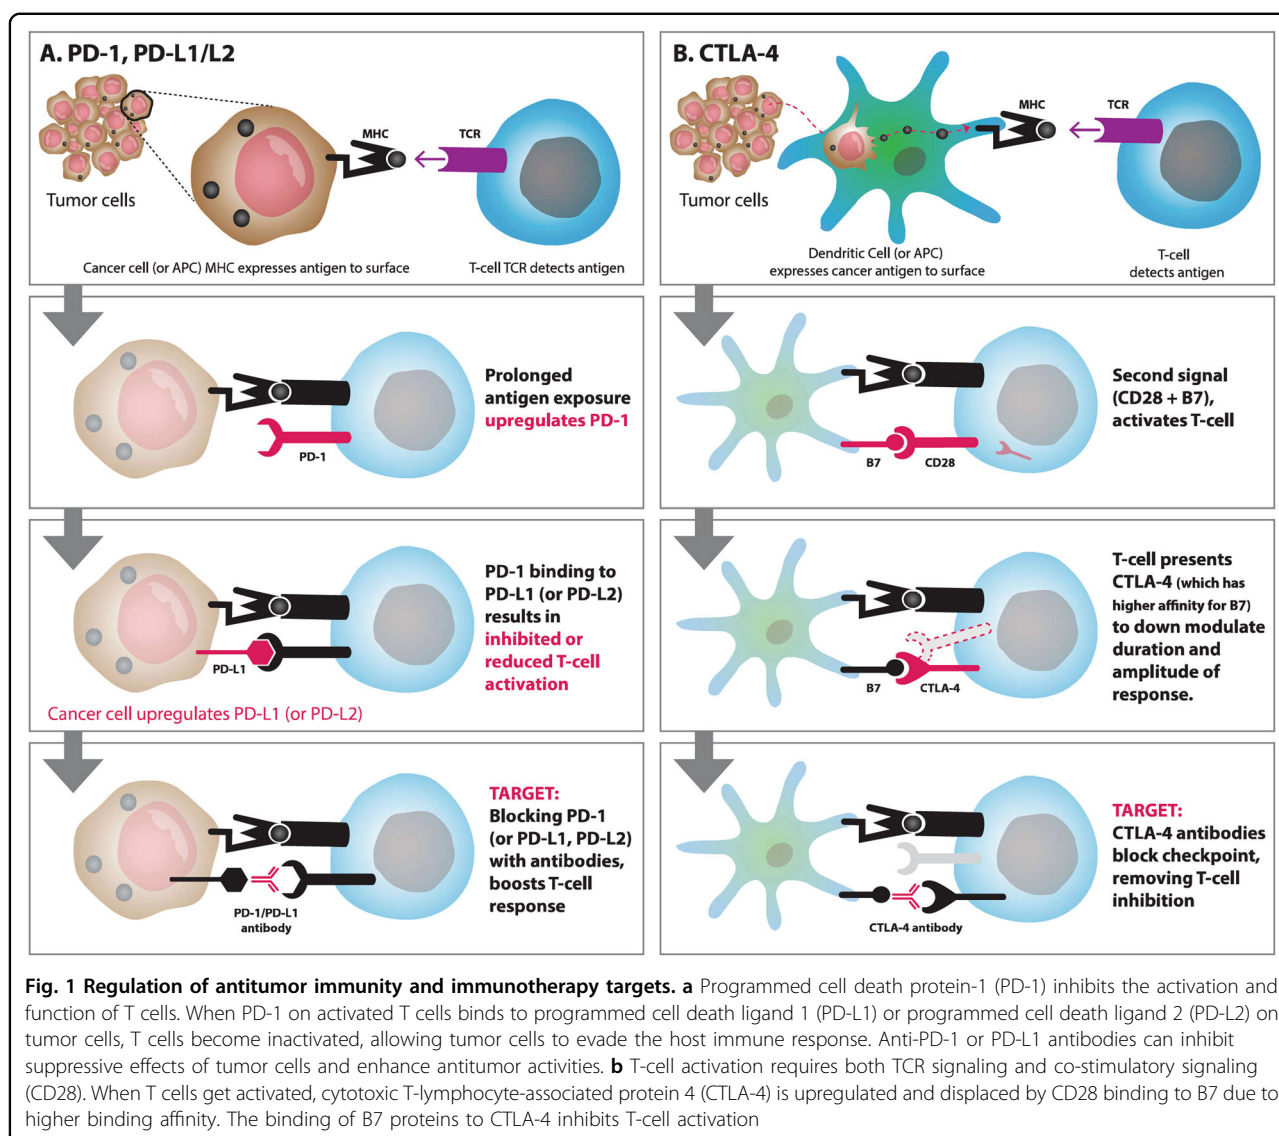 A. PD-1, PD-L1/L2
MHC
TCR
Tumor cells
Cancer cell (or APC) MHC expresses antigen to surface
T-cell TCR detects antigen
Prolonged
antigen exposure
upregulates PD-1
PD-1
PD-1 binding to
PD-L1 (or PD-L2)
results in
inhibited or
reduced T-cell
activation
PD-L1
Cancer cell upregulates PD-L1 (or PD-L2)
TARGET:
Blocking PD-1
(or PD-L1, PD-L2)
with antibodies,
boosts T-cell
response
PD-1/PD-L1
antibody
B. CTLA-4
MHC
TCR
Tumor cells
Dendritic Cell (or APC)
expresses cancer antigen to surface
T-cell
detects antigen
Second signal
(CD28 + B7),
activates T-cell
B7
CD28
T-cell presents
CTLA-4 (which has
higher affinity for B7)
to down modulate
duration and
amplitude of
response.
B7
CTLA-4
TARGET:
CTLA-4 antibodies
block checkpoint,
removing T-cell
inhibition
CTLA-4 antibody
Fig. 1 Regulation of antitumor immunity and immunotherapy targets. a Programmed cell death protein-1 (PD-1) inhibits the activation and
function of T cells. When PD-1 on activated T cells binds to programmed cell death ligand 1 (PD-L1) or programmed cell death ligand 2 (PD-L2) on
tumor cells, T cells become inactivated, allowing tumor cells to evade the host immune response. Anti-PD-1 or PD-L1 antibodies can inhibit
suppressive effects of tumor cells and enhance antitumor activities. b T-cell activation requires both TCR signaling and co-stimulatory signaling
(CD28). When T cells get activated, cytotoxic T-lymphocyte-associated protein 4 (CTLA-4) is upregulated and displaced by CD28 binding to B7 due to
higher binding affinity. The binding of B7 proteins to CTLA-4 inhibits T-cell activation